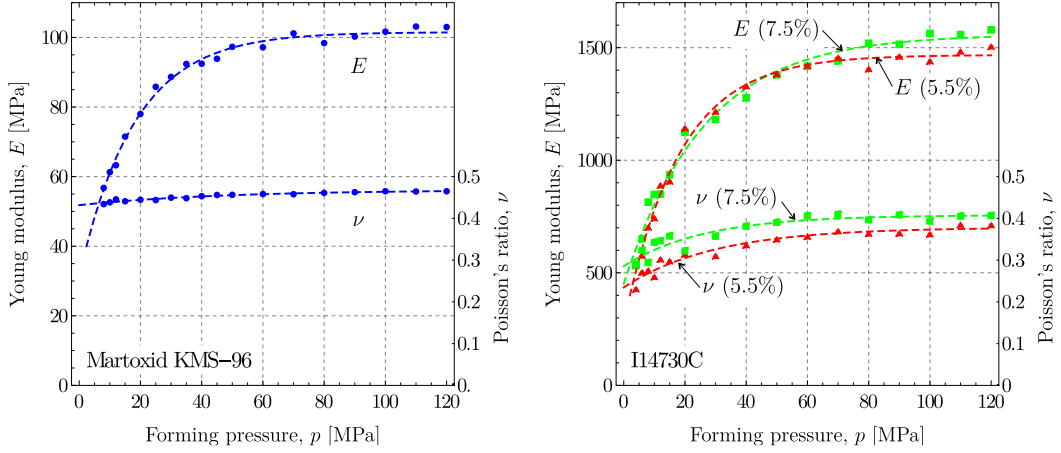 Young modulus, E [MPa]
100
80
60
40
20
0
E
ν
Martoxid KMS–96
0.5
0.4
0.3
0.2
0.1
0.
Poisson's ratio, ν
0 20 40 60 80 100 120
Forming pressure, p [MPa]
Young modulus, E [MPa]
1500
1000
500
0
E (7.5%)
E (5.5%)
ν (7.5%)
ν (5.5%)
I14730C
0.5
0.4
0.3
0.2
0.1
0
Poisson's ratio, ν
0 20 40 60 80 100 120
Forming pressure, p [MPa]